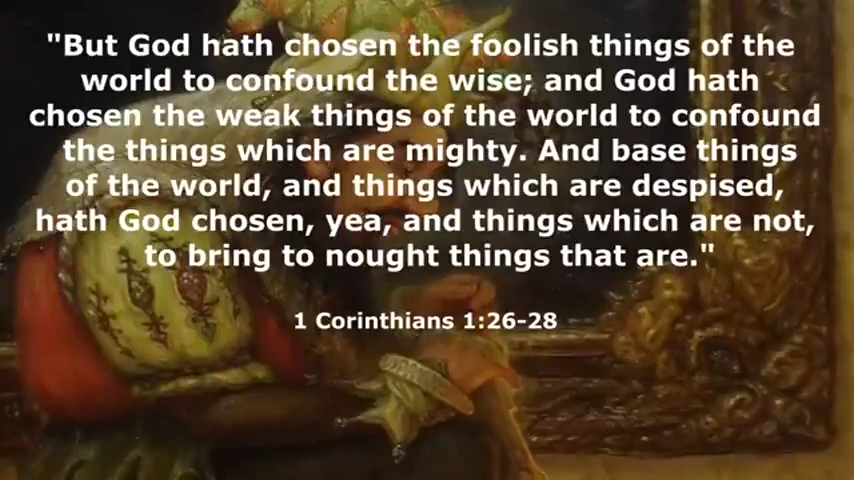 "But God hath chosen the foolish things of the
world to confound the wise; and God hath
chosen the weak things of the world to confound
the things which are mighty. And base things
of the world, and things which are despised,
hath God chosen, yea, and things which are not,
to bring to nought things that are."
1 Corinthians 1:26-28